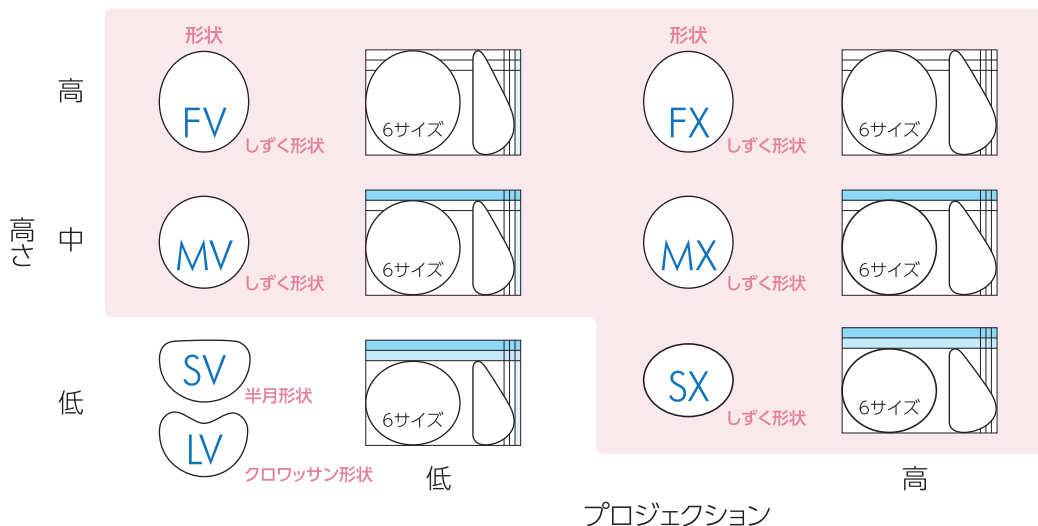 形状
形状
高
FV
しずく形状
6サイズ
FX
しずく形状
6サイズ
高さ
中
MV
しずく形状
6サイズ
MX
しずく形状
6サイズ
低
SV
半月形状
LV
クロワッサン形状
6サイズ
SX
しずく形状
6サイズ
低
高
プロジェクション